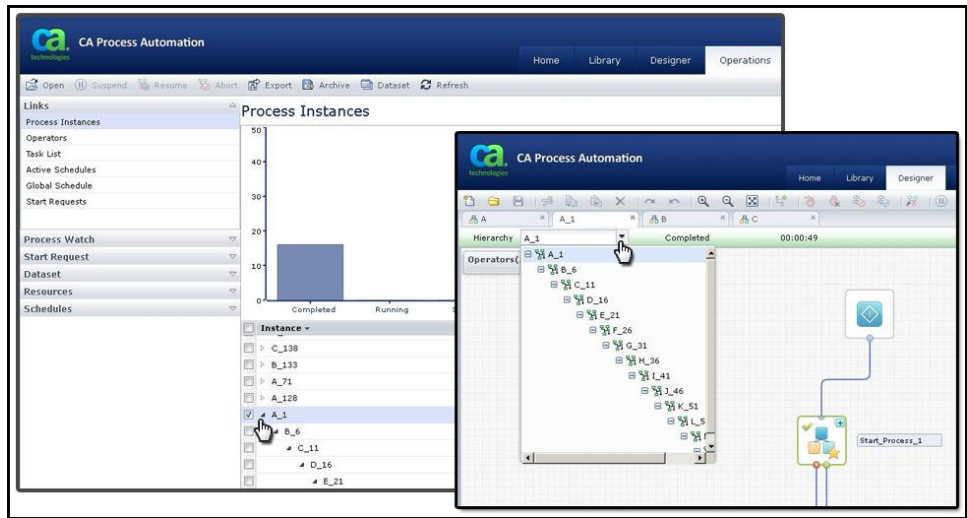 ca
technologies
CA Process Automation
Home Library Designer Operations
Open Suspend Resume Abort Export Archive Dataset Refresh
Links
Process Instances
Operators
Task List
Active Schedules
Global Schedule
Start Requests
Process Watch
Start Request
Dataset
Resources
Schedules
Process Instances
50
40
30
20
10
0
Completed Running
Instance
C_138
B_133
A_71
A_128
A_1
B_6
C_11
D_16
E_21
ca
technologies
CA Process Automation
Home Library Designer
A A_1 B C
Hierarchy A_1 Completed 00:00:49
Operators(
A_1
B_6
C_11
D_16
E_21
F_26
G_31
H_36
I_41
J_46
K_51
L_5
Start_Process_1